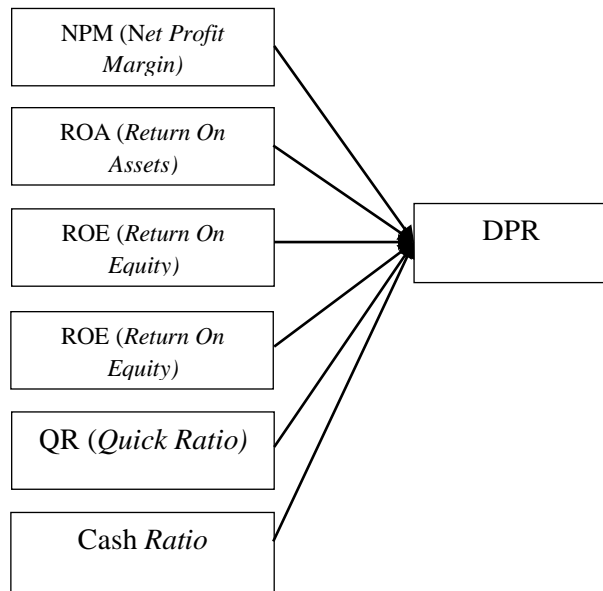 NPM (Net Profit
Margin)
ROA (Return On
Assets)
ROE (Return On
Equity)
DPR
ROE (Return On
Equity)
QR (Quick Ratio)
Cash Ratio